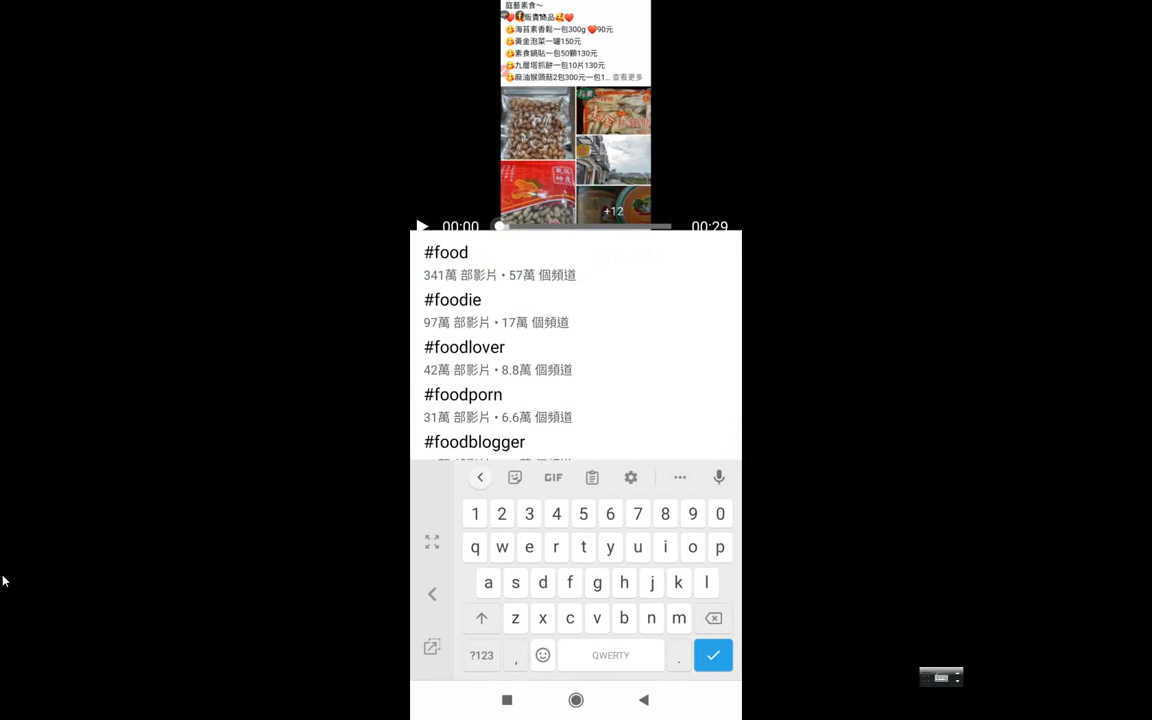 庭藝素食～
❤️🥰販賣商品🥰❤️
😋海苔素香鬆一包300g ❤️90元
😋黃金泡菜一罐150元
😋素食鍋貼一包50顆130元
😋九層塔抓餅一包10片130元
😋麻油猴頭菇2包300元一包1... 查看更多
+12
00:00 00:29
#food
341萬 部影片 • 57萬 個頻道
#foodie
97萬 部影片 • 17萬 個頻道
#foodlover
42萬 部影片 • 8.8萬 個頻道
#foodporn
31萬 部影片 • 6.6萬 個頻道
#foodblogger
GIF
1 2 3 4 5 6 7 8 9 0
q w e r t y u i o p
a s d f g h j k l
z x c v b n m
?123 , QWERTY .